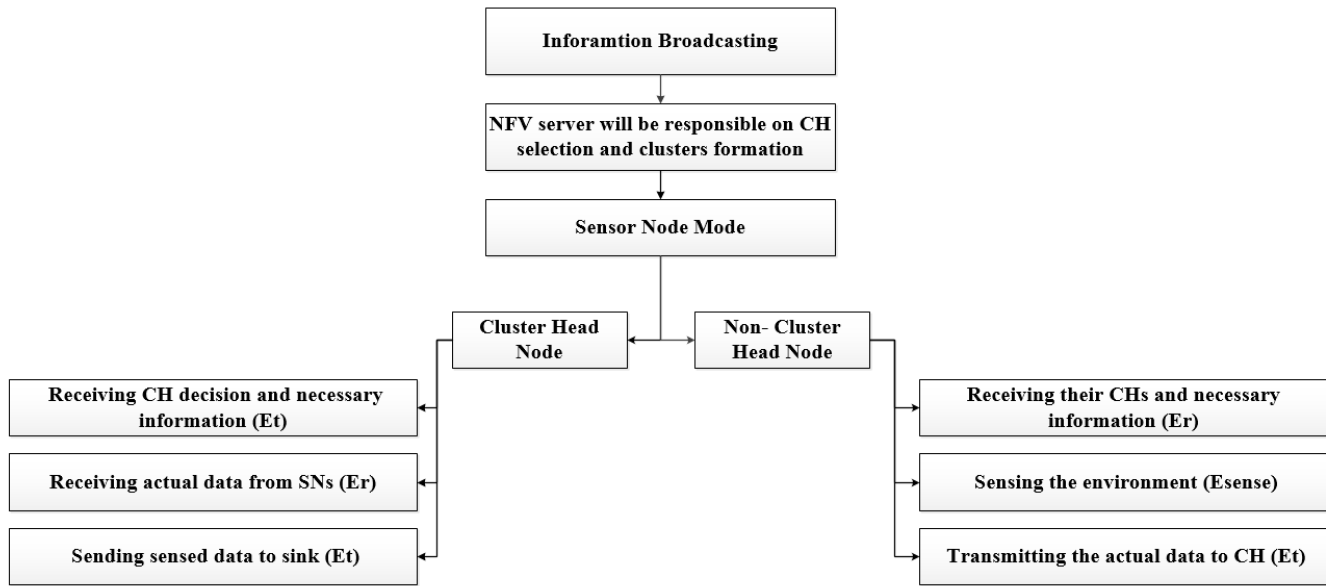 Inforamtion Broadcasting
NFV server will be responsible on CH
selection and clusters formation
Sensor Node Mode
Cluster Head
Node
Non- Cluster
Head Node
Receiving CH decision and necessary
information (Et)
Receiving actual data from SNs (Er)
Sending sensed data to sink (Et)
Receiving their CHs and necessary
information (Er)
Sensing the environment (Esense)
Transmitting the actual data to CH (Et)